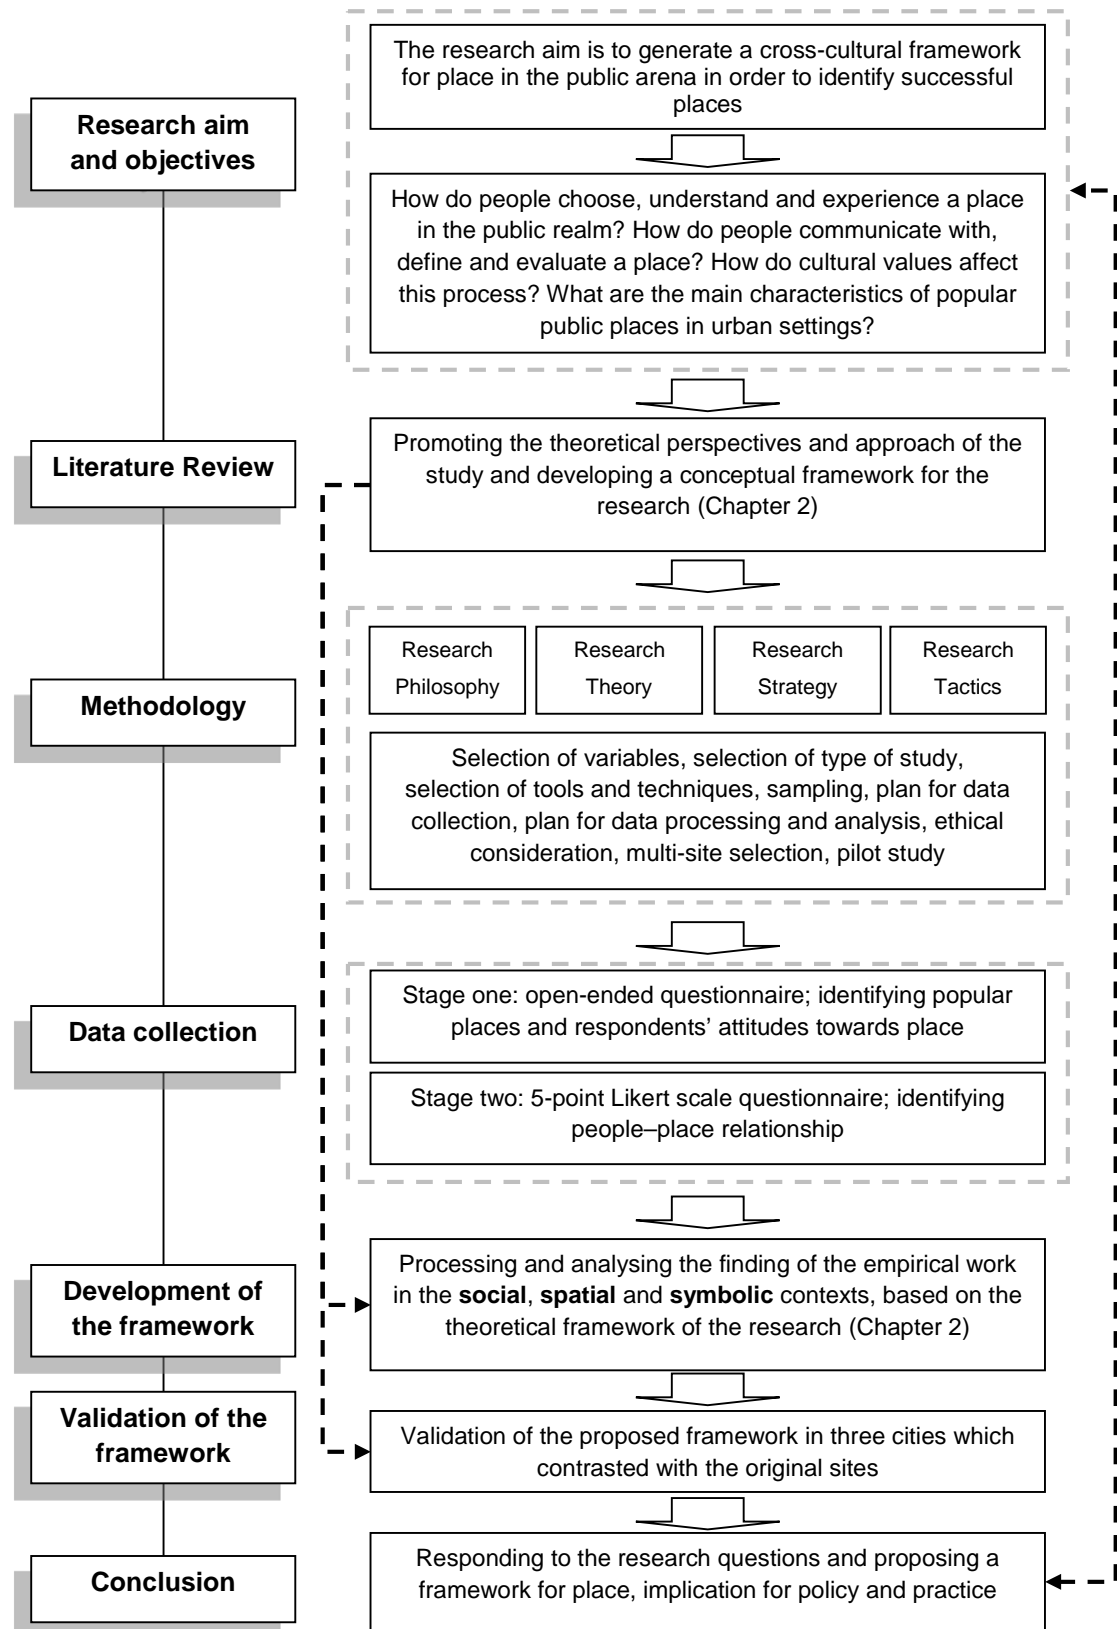 Research aim
and objectives
The research aim is to generate a cross-cultural framework
for place in the public arena in order to identify successful
places
How do people choose, understand and experience a place
in the public realm? How do people communicate with,
define and evaluate a place? How do cultural values affect
this process? What are the main characteristics of popular
public places in urban settings?
Literature Review
Promoting the theoretical perspectives and approach of the
study and developing a conceptual framework for the
research (Chapter 2)
Methodology
Research
Philosophy
Research
Theory
Research
Strategy
Research
Tactics
Selection of variables, selection of type of study,
selection of tools and techniques, sampling, plan for data
collection, plan for data processing and analysis, ethical
consideration, multi-site selection, pilot study
Data collection
Stage one: open-ended questionnaire; identifying popular
places and respondents’ attitudes towards place
Stage two: 5-point Likert scale questionnaire; identifying
people–place relationship
Development of
the framework
Processing and analysing the finding of the empirical work
in the social, spatial and symbolic contexts, based on the
theoretical framework of the research (Chapter 2)
Validation of the
framework
Validation of the proposed framework in three cities which
contrasted with the original sites
Conclusion
Responding to the research questions and proposing a
framework for place, implication for policy and practice